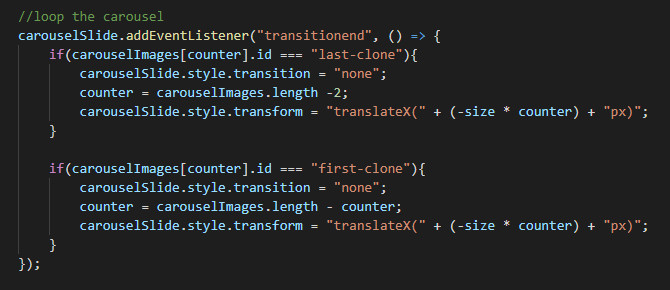 //loop the carousel
carouselSlide.addEventListener("transitionend", () => {
    if(carouselImages[counter].id === "last-clone"){
        carouselSlide.style.transition = "none";
        counter = carouselImages.length -2;
        carouselSlide.style.transform = "translateX(" + (-size * counter) + "px)";
    }

    if(carouselImages[counter].id === "first-clone"){
        carouselSlide.style.transition = "none";
        counter = carouselImages.length - counter;
        carouselSlide.style.transform = "translateX(" + (-size * counter) + "px)";
    }
});